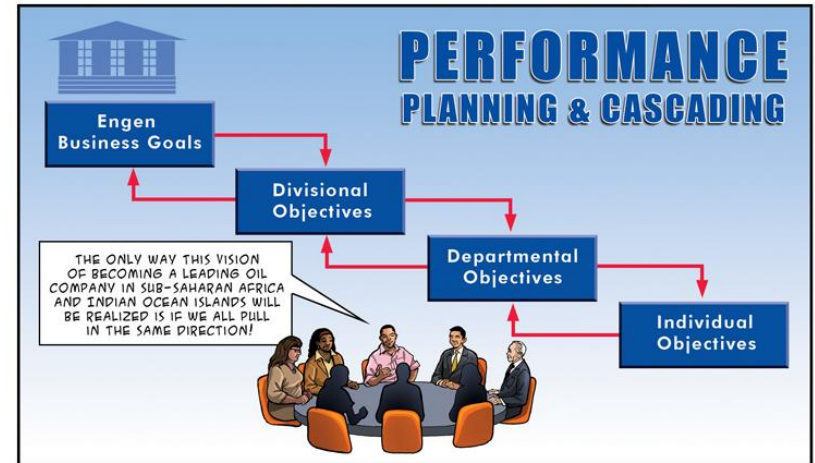 PERFORMANCE
PLANNING & CASCADING
Engen
Business Goals
Divisional
Objectives
Departmental
Objectives
Individual
Objectives
THE ONLY WAY THIS VISION
OF BECOMING A LEADING OIL
COMPANY IN SUB-SAHARAN AFRICA
AND INDIAN OCEAN ISLANDS WILL
BE REALIZED IS IF WE ALL PULL
IN THE SAME DIRECTION!